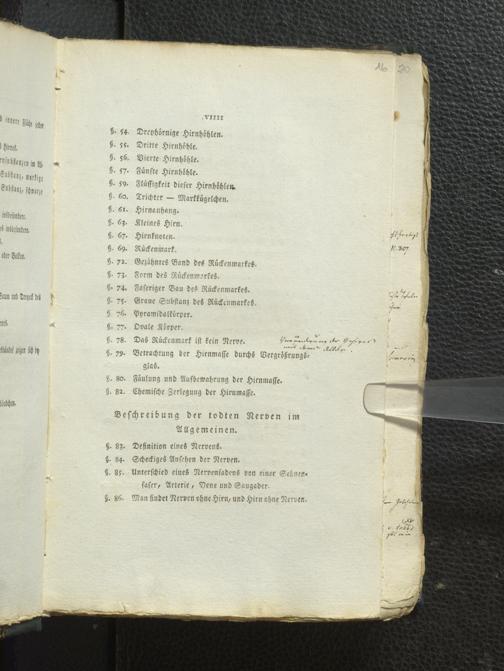 16 20
VIIII
§. 54. Dreyhörnige Hirnhöhlen.
§. 55. Dritte Hirnhöhle.
§. 56. Vierte Hirnhöhle.
§. 57. Fünfte Hirnhöhle.
§. 59. Flüssigkeit dieser Hirnhöhlen.
§. 60. Trichter — Markkügelchen.
§. 61. Hirnanhang.
§. 63. Kleines Hirn.
§. 67. Hirnknoten.
§. 69. Rückenmark.
§. 72. Gezähntes Band des Rückenmarkes.
§. 73. Form des Rückenmarkes.
§. 74. Faseriger Bau des Rückenmarkes.
§. 75. Graue Substanz des Rückenmarkes.
§. 76. Pyramidalkörper.
§. 77. Ovale Körper.
§. 78. Das Rückenmark ist kein Nerve.
§. 79. Betrachtung der Hirnmasse durchs Vergrößrungs-
glas.
§. 80. Fäulung und Aufbewahrung der Hirnmasse.
§. 82. Chemische Zerlegung der Hirnmasse.
Beschreibung der todten Nerven im
Allgemeinen.
§. 83. Definition eines Nervens.
§. 84. Scheckiges Ansehen der Nerven.
§. 85. Unterschied eines Nervenfadens von einer Sehnen-
faser, Arterie, Vene und Saugader.
§. 86. Man findet Nerven ohne Hirn, und Hirn ohne Nerven.